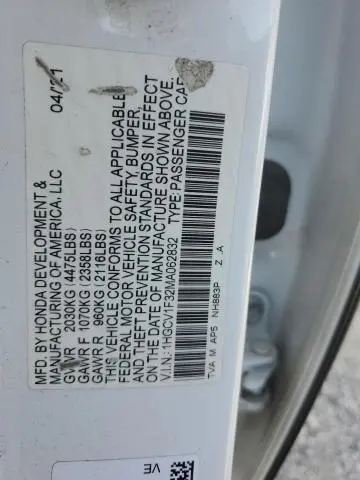 MFD. BY HONDA DEVELOPMENT &
MANUFACTURING OF AMERICA, LLC 04/21
GVWR 2030KG (4475LBS)
GAWR F 1070KG (2358LBS)
GAWR R 960KG (2116LBS)
THIS VEHICLE CONFORMS TO ALL APPLICABLE
FEDERAL MOTOR VEHICLE SAFETY, BUMPER,
AND THEFT PREVENTION STANDARDS IN EFFECT
ON THE DATE OF MANUFACTURE SHOWN ABOVE.
V.I.N.: 1HGCV1F32MA062832 TYPE: PASSENGER CAR
TVA M AP5 NH883P Z .A
VE